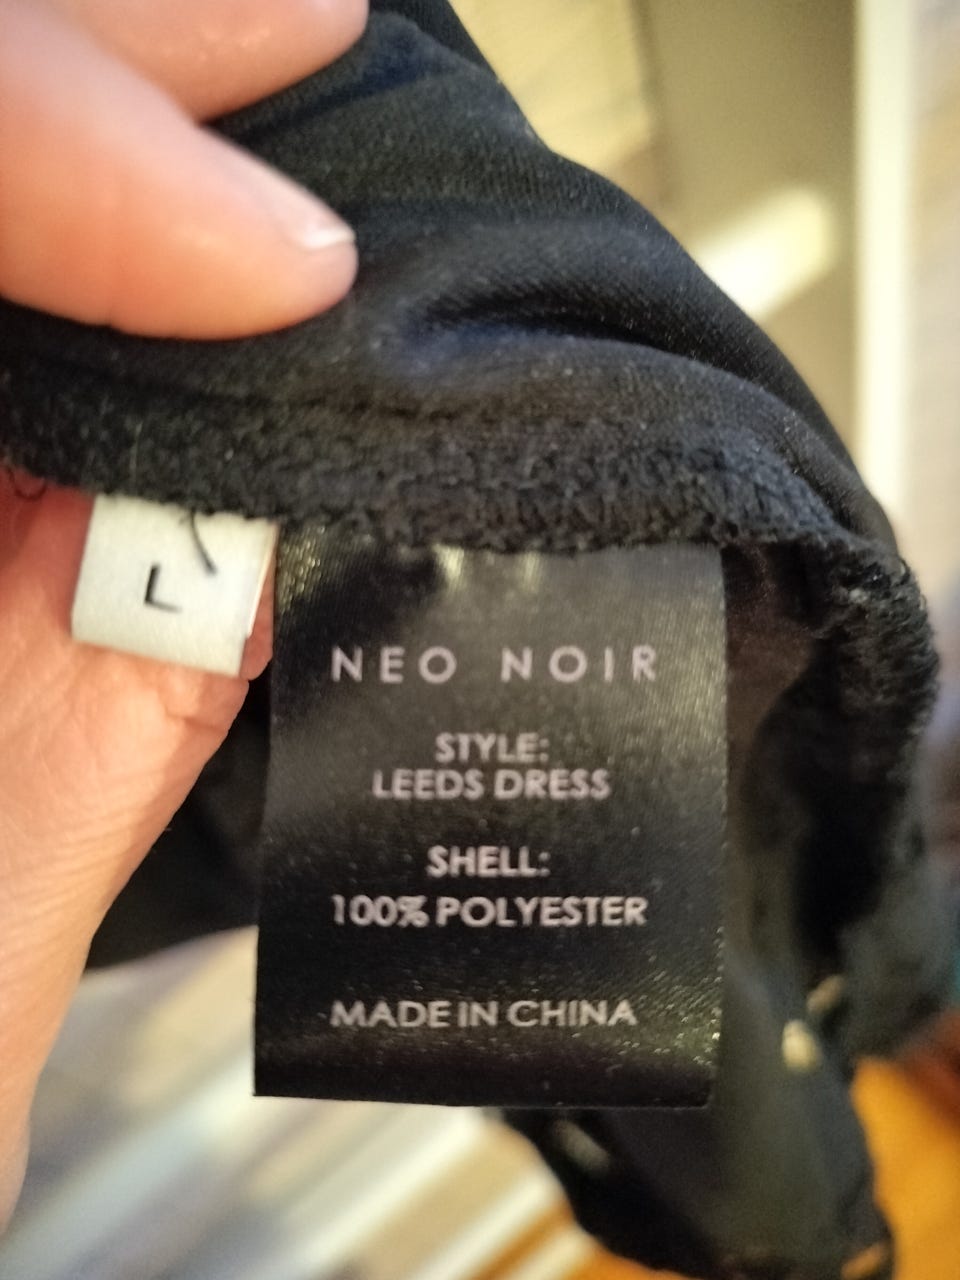 L
NEO NOIR
STYLE:
LEEDS DRESS
SHELL:
100% POLYESTER
MADE IN CHINA